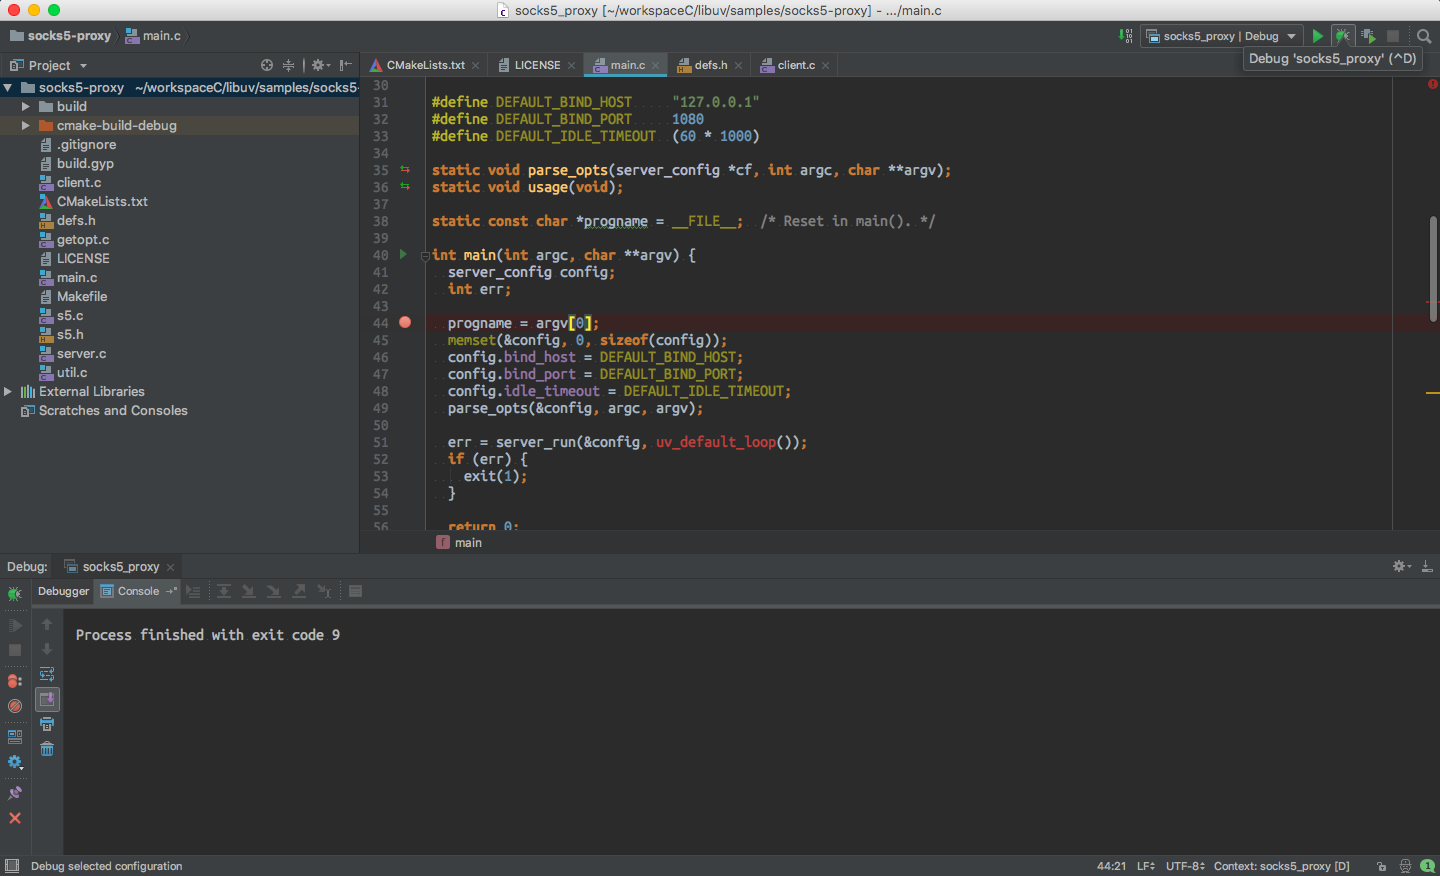 socks5_proxy [~/workspaceC/libuv/samples/socks5-proxy] - .../main.c
socks5-proxy
main.c
socks5_proxy | Debug
Debug 'socks5_proxy' (^D)
Project
CMakeLists.txt
LICENSE
main.c
defs.h
client.c
socks5-proxy ~/workspaceC/libuv/samples/socks5-
build
cmake-build-debug
.gitignore
build.gyp
client.c
CMakeLists.txt
defs.h
getopt.c
LICENSE
main.c
Makefile
s5.c
s5.h
server.c
util.c
External Libraries
Scratches and Consoles
30
31 #define DEFAULT_BIND_HOST "127.0.0.1"
32 #define DEFAULT_BIND_PORT 1080
33 #define DEFAULT_IDLE_TIMEOUT (60 * 1000)
34
35 static void parse_opts(server_config *cf, int argc, char **argv);
36 static void usage(void);
37
38 static const char *progname = __FILE__; /* Reset in main(). */
39
40 int main(int argc, char **argv) {
41 server_config config;
42 int err;
43
44 progname = argv[0];
45 memset(&config, 0, sizeof(config));
46 config.bind_host = DEFAULT_BIND_HOST;
47 config.bind_port = DEFAULT_BIND_PORT;
48 config.idle_timeout = DEFAULT_IDLE_TIMEOUT;
49 parse_opts(&config, argc, argv);
50
51 err = server_run(&config, uv_default_loop());
52 if (err) {
53 exit(1);
54 }
55
56 return 0;
f main
Debug: socks5_proxy
Debugger Console
Process finished with exit code 9
Debug selected configuration
44:21 LF UTF-8 Context: socks5_proxy [D] 1